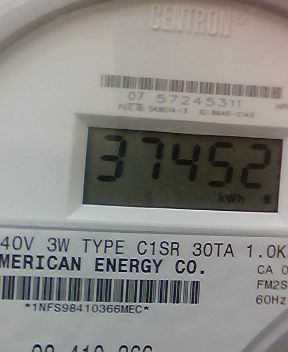 CENTRON®
07 57245311
37452
kWh
40V 3W TYPE C1SR 30TA 1.0K
MERICAN ENERGY CO.
CA 0
FM2S
60Hz
*1NFS98410366MEC*